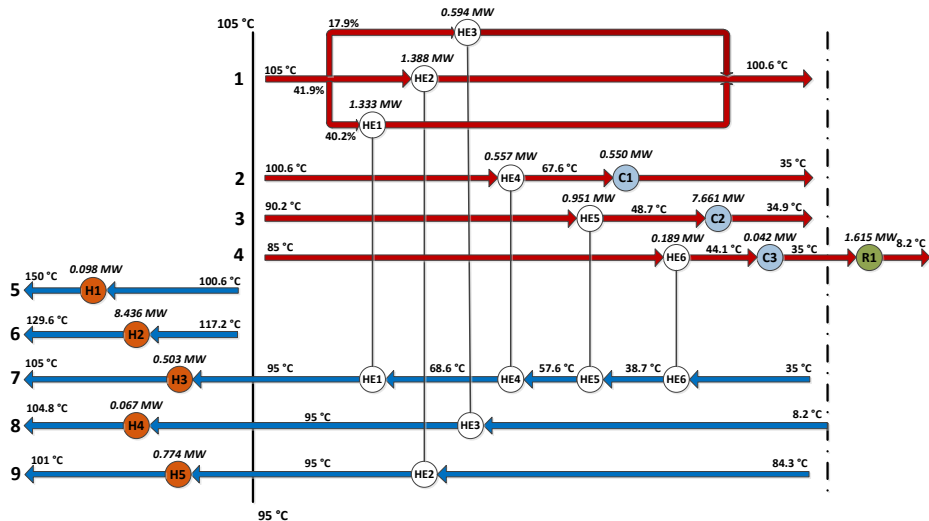 0.594 MW
105 °C
17.9%
HE3
1.388 MW
1
105 °C
HE2
100.6 °C
41.9%
1.333 MW
HE1
40.2%
0.557 MW
0.550 MW
2
100.6 °C
HE4
67.6 °C
C1
35 °C
0.951 MW
7.661 MW
3
90.2 °C
HE5
48.7 °C
C2
34.9 °C
0.189 MW
0.042 MW
1.615 MW
4
85 °C
HE6
44.1 °C
C3
35 °C
R1
8.2 °C
0.098 MW
5
150 °C
H1
100.6 °C
8.436 MW
6
129.6 °C
H2
117.2 °C
0.503 MW
7
105 °C
H3
95 °C
HE1
68.6 °C
HE4
57.6 °C
HE5
38.7 °C
HE6
35 °C
0.067 MW
8
104.8 °C
H4
95 °C
HE3
8.2 °C
0.774 MW
9
101 °C
H5
95 °C
HE2
84.3 °C
95 °C